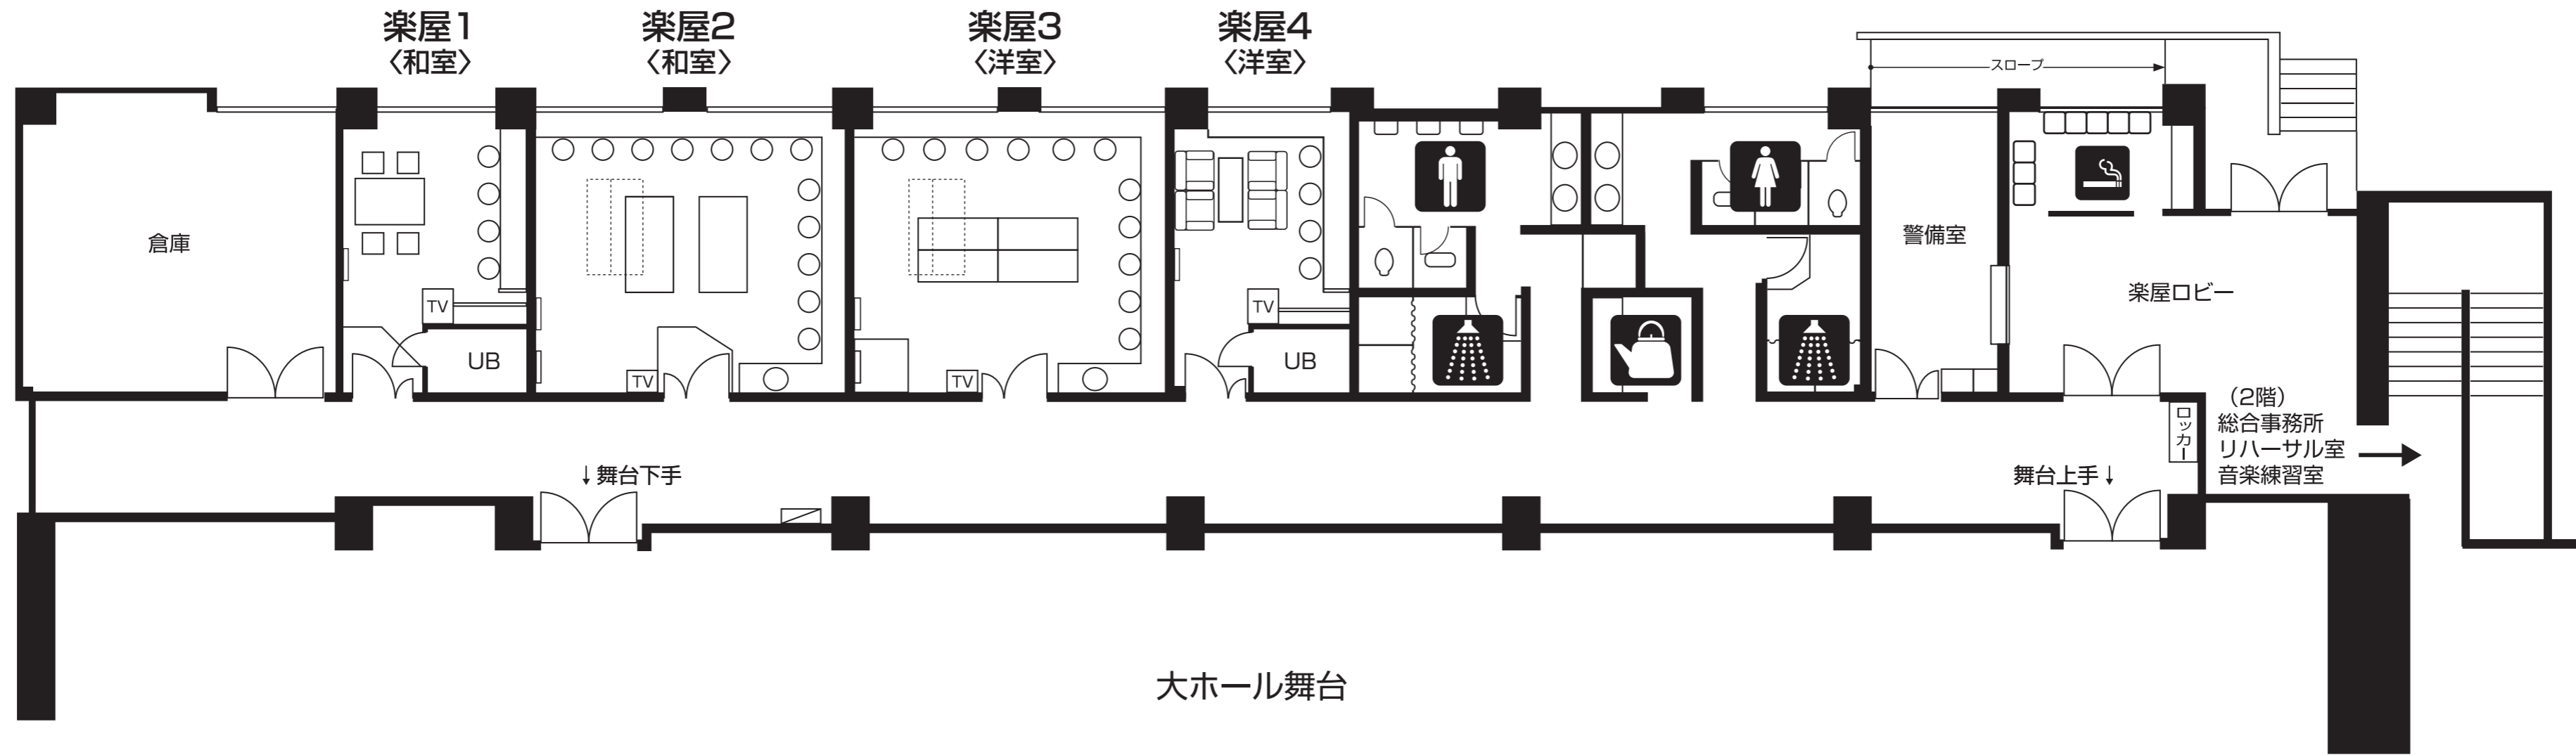 楽屋1
〈和室〉
楽屋2
〈和室〉
楽屋3
〈洋室〉
楽屋4
〈洋室〉
スロープ
倉庫
警備室
楽屋ロビー
TV
TV
UB
UB
TV
TV
（2階）
総合事務所
リハーサル室
音楽練習室
ロッカー
↓舞台下手
舞台上手↓
大ホール舞台